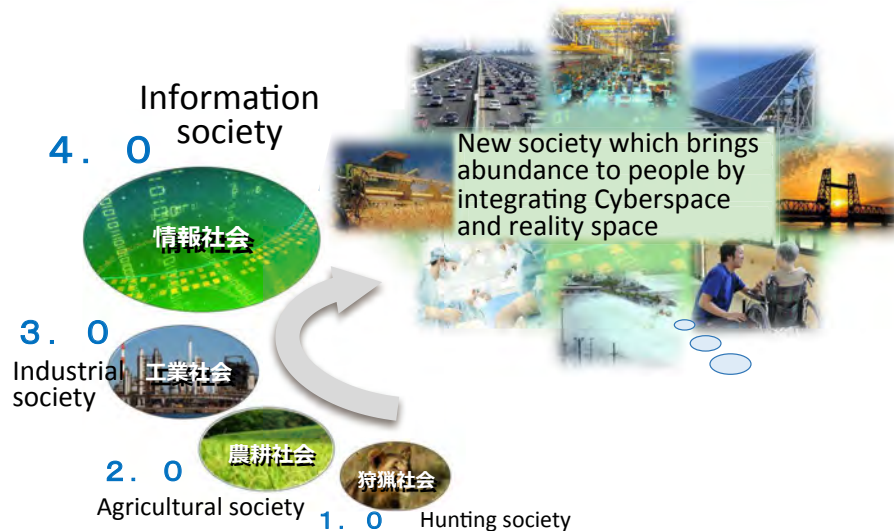 Information
society
4. 0
情報社会
New society which brings
abundance to people by
integrating Cyberspace
and reality space
3. 0
Industrial
society
工業社会
農耕社会
2. 0
Agricultural society
狩猟社会
1. 0
Hunting society